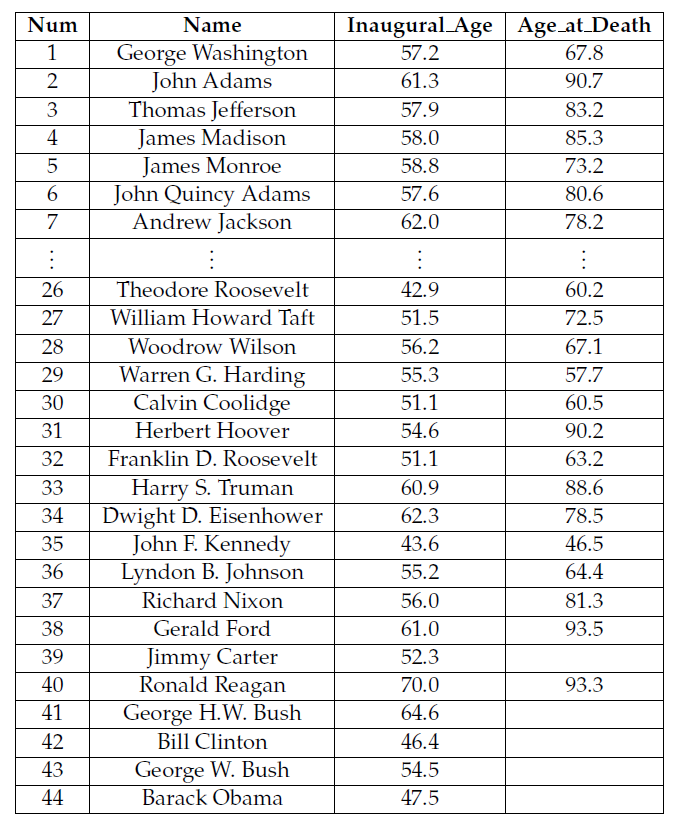 Num Name Inaugural_Age Age_at_Death
1 George Washington 57.2 67.8
2 John Adams 61.3 90.7
3 Thomas Jefferson 57.9 83.2
4 James Madison 58.0 85.3
5 James Monroe 58.8 73.2
6 John Quincy Adams 57.6 80.6
7 Andrew Jackson 62.0 78.2
⋮ ⋮ ⋮ ⋮
26 Theodore Roosevelt 42.9 60.2
27 William Howard Taft 51.5 72.5
28 Woodrow Wilson 56.2 67.1
29 Warren G. Harding 55.3 57.7
30 Calvin Coolidge 51.1 60.5
31 Herbert Hoover 54.6 90.2
32 Franklin D. Roosevelt 51.1 63.2
33 Harry S. Truman 60.9 88.6
34 Dwight D. Eisenhower 62.3 78.5
35 John F. Kennedy 43.6 46.5
36 Lyndon B. Johnson 55.2 64.4
37 Richard Nixon 56.0 81.3
38 Gerald Ford 61.0 93.5
39 Jimmy Carter 52.3
40 Ronald Reagan 70.0 93.3
41 George H.W. Bush 64.6
42 Bill Clinton 46.4
43 George W. Bush 54.5
44 Barack Obama 47.5